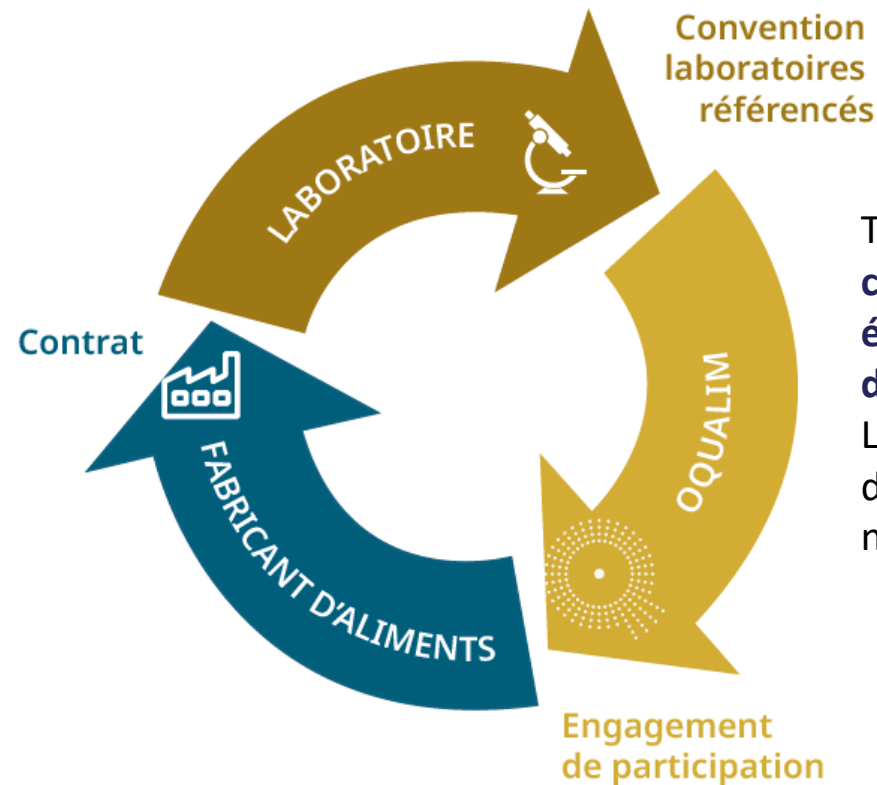 Convention
laboratoires
référencés
LABORATOIRE
Contrat
OQUALIM
FABRICANT D'ALIMENTS
Engagement
de participation